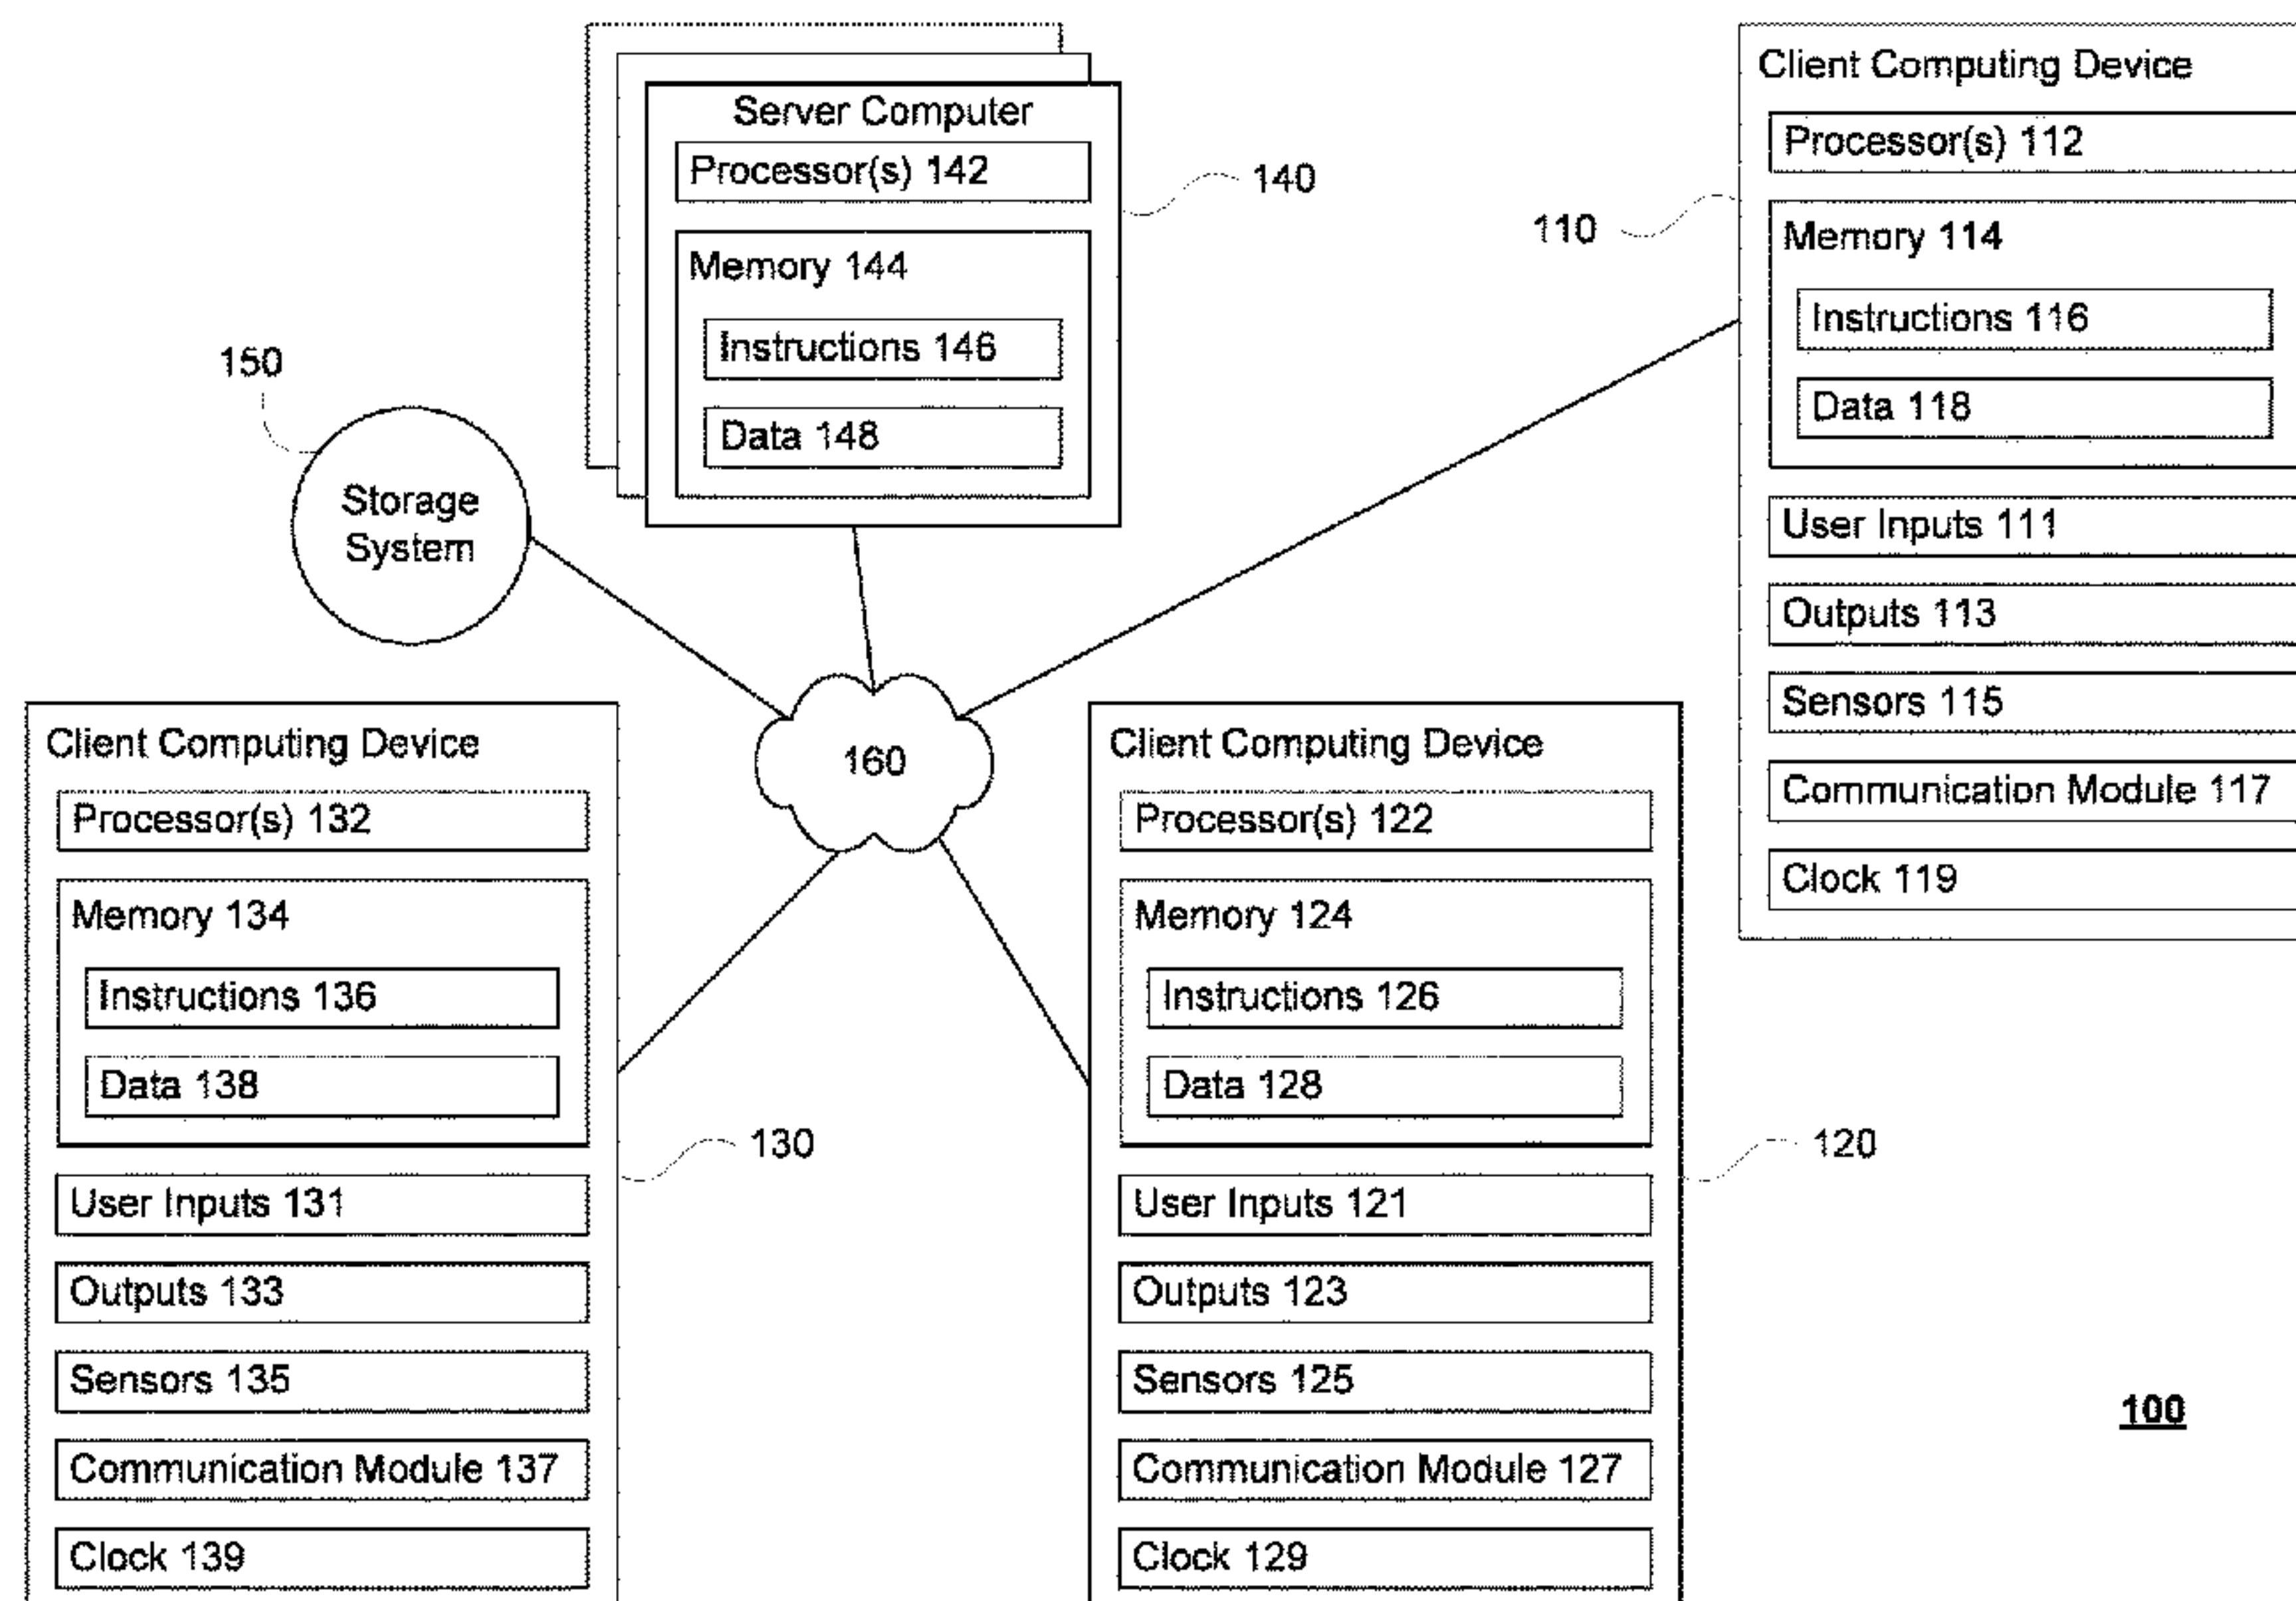 Server Computer
Processor(s) 142
Memory 144
Instructions 146
Data 148
140
150
Storage
System
110
Client Computing Device
Processor(s) 112
Memory 114
Instructions 116
Data 118
User Inputs 111
Outputs 113
Sensors 115
Communication Module 117
Clock 119
160
Client Computing Device
Processor(s) 132
Memory 134
Instructions 136
Data 138
User Inputs 131
Outputs 133
Sensors 135
Communication Module 137
Clock 139
130
Client Computing Device
Processor(s) 122
Memory 124
Instructions 126
Data 128
User Inputs 121
Outputs 123
Sensors 125
Communication Module 127
Clock 129
120
100